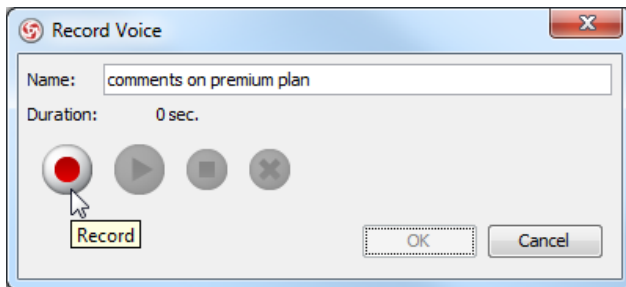 Record Voice
Name: comments on premium plan
Duration: 0 sec.
Record
OK Cancel